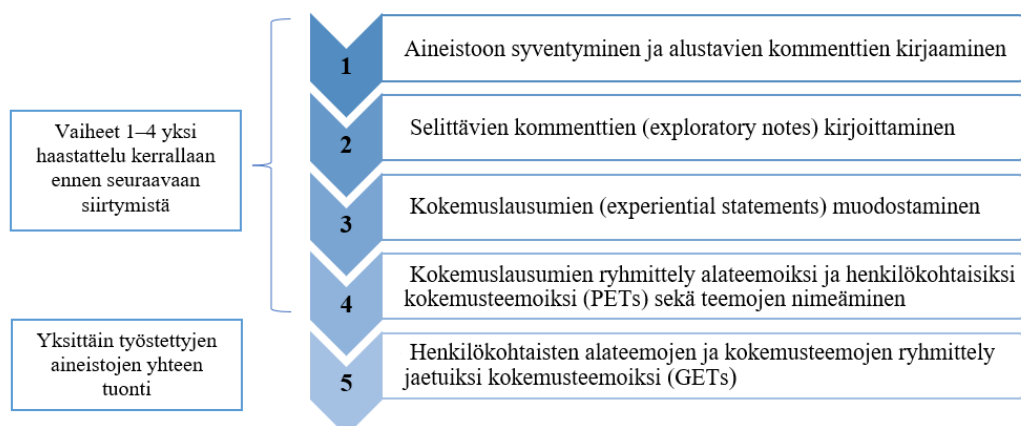 1
Aineistoon syventyminen ja alustavien kommenttien kirjaaminen
Vaiheet 1–4 yksi
haastattelu kerrallaan
ennen seuraavaan
siirtymistä
2
Selittävien kommenttien (exploratory notes) kirjoittaminen
3
Kokemuslausumien (experiential statements) muodostaminen
4
Kokemuslausumien ryhmittely alateemoiksi ja henkilökohtaisiksi
kokemusteemoiksi (PETs) sekä teemojen nimeäminen
Yksittäin työstettyjen
aineistojen yhteen
tuonti
5
Henkilökohtaisten alateemojen ja kokemusteemojen ryhmittely
jaetuiksi kokemusteemoiksi (GETs)